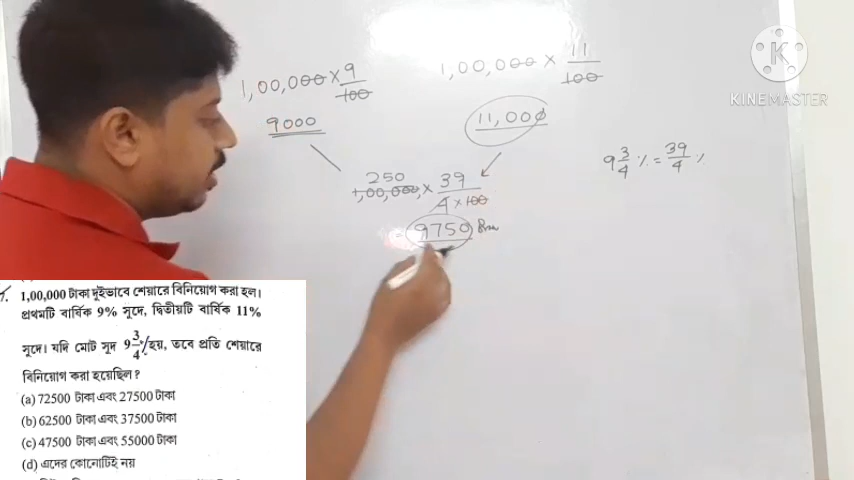 1,00,000 × 9/100
9000
1,00,000 × 11/100
11,000
250
1,00,000 × 39/4×100
= 9750
9 3/4 % = 39/4 %
KINEMASTER
1,00,000 টাকা দুইভাবে শেয়ারে বিনিয়োগ করা হল।
প্রথমটি বার্ষিক 9% সুদে, দ্বিতীয়টি বার্ষিক 11%
সুদে। যদি মোট সুদ 9 3/4 % হয়, তবে প্রতি শেয়ারে
বিনিয়োগ করা হয়েছিল?
(a) 72500 টাকা এবং 27500 টাকা
(b) 62500 টাকা এবং 37500 টাকা
(c) 47500 টাকা এবং 55000 টাকা
(d) এদের কোনোটিই নয়